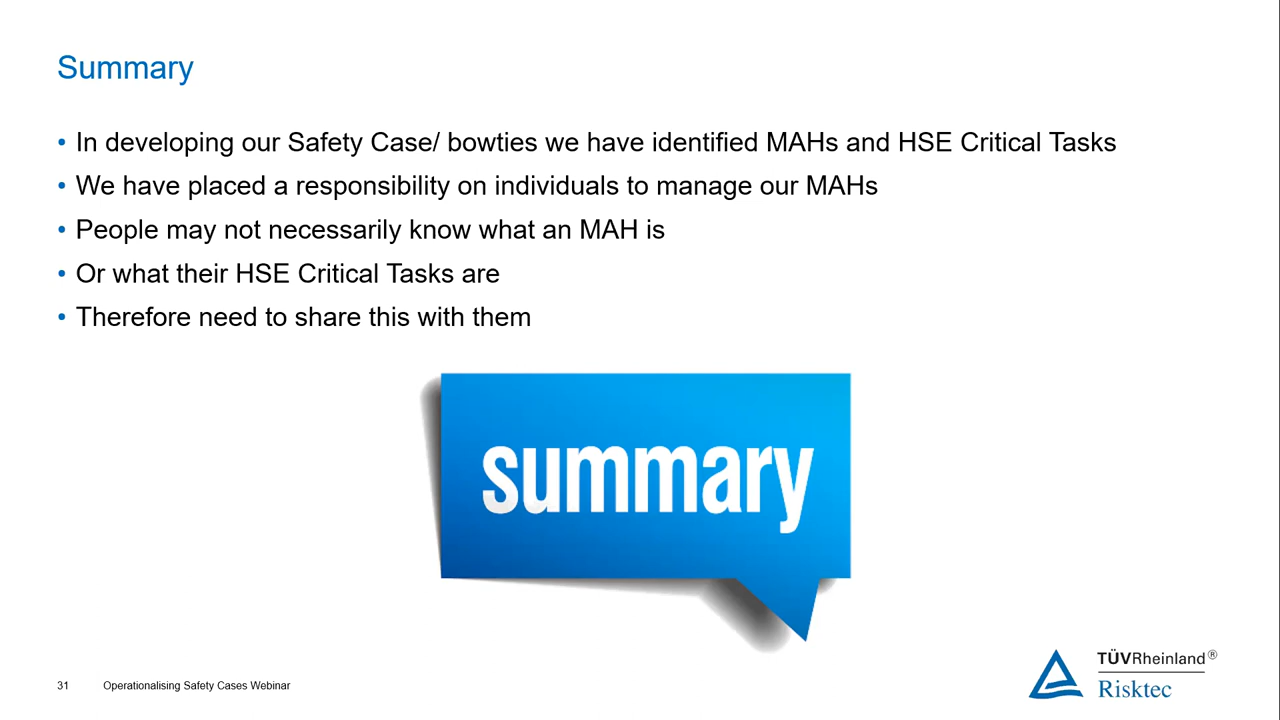 Summary
• In developing our Safety Case/ bowties we have identified MAHs and HSE Critical Tasks
• We have placed a responsibility on individuals to manage our MAHs
• People may not necessarily know what an MAH is
• Or what their HSE Critical Tasks are
• Therefore need to share this with them
summary
31 Operationalising Safety Cases Webinar
TÜVRheinland®
Risktec